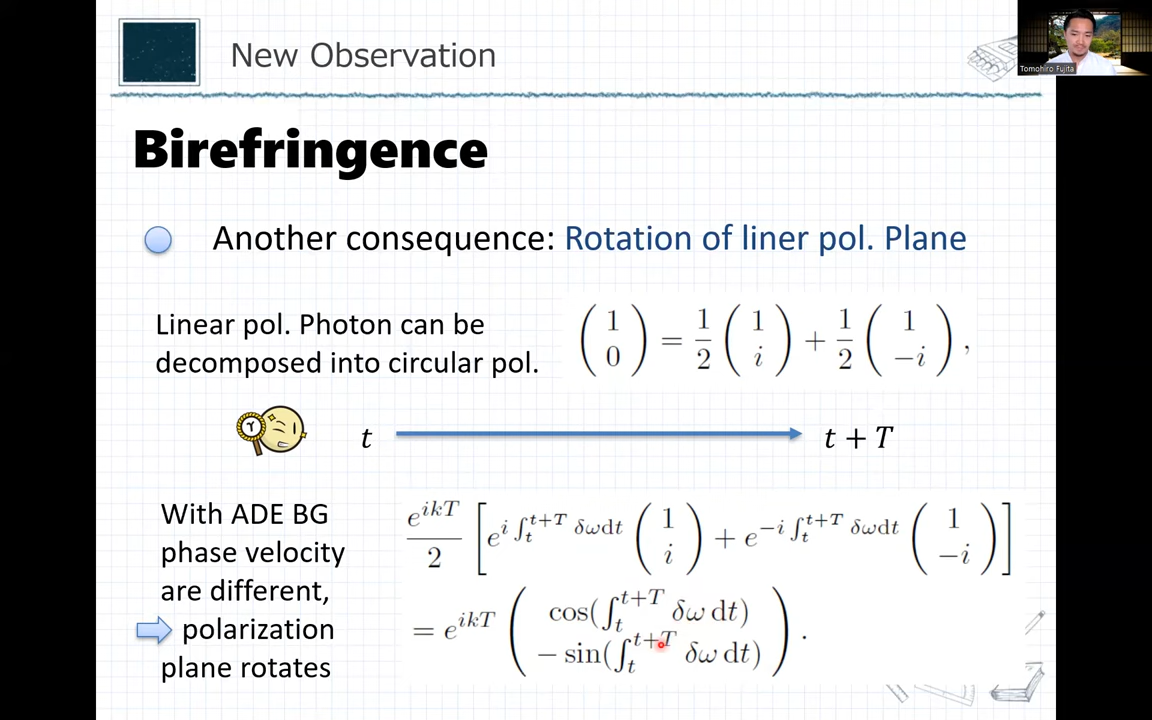 New Observation
Tomohiro Fujita
Birefringence
Another consequence: Rotation of liner pol. Plane
Linear pol. Photon can be
decomposed into circular pol.
\begin{pmatrix} 1 \\ 0 \end{pmatrix} = \frac{1}{2} \begin{pmatrix} 1 \\ i \end{pmatrix} + \frac{1}{2} \begin{pmatrix} 1 \\ -i \end{pmatrix},
γ
t
t + T
With ADE BG
phase velocity
are different,
polarization
plane rotates
\frac{e^{ikT}}{2} \left[ e^{i \int_t^{t+T} \delta\omega \mathrm{d}t} \begin{pmatrix} 1 \\ i \end{pmatrix} + e^{-i \int_t^{t+T} \delta\omega \mathrm{d}t} \begin{pmatrix} 1 \\ -i \end{pmatrix} \right]
= e^{ikT} \begin{pmatrix} \cos(\int_t^{t+T} \delta\omega \, \mathrm{d}t) \\ -\sin(\int_t^{t+T} \delta\omega \, \mathrm{d}t) \end{pmatrix}.